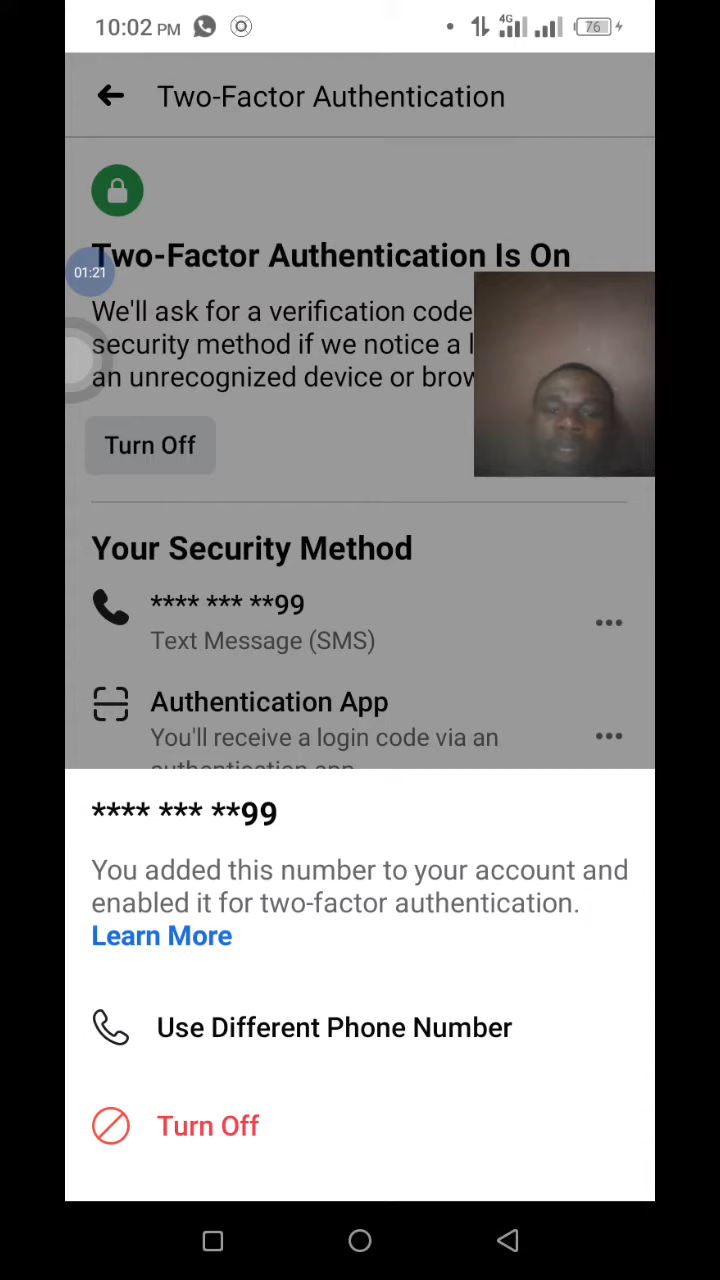 10:02 PM
4G
76
Two-Factor Authentication
Two-Factor Authentication Is On
01:21
We'll ask for a verification code
security method if we notice a
an unrecognized device or
Turn Off
Your Security Method
**** *** **99
Text Message (SMS)
Authentication App
You'll receive a login code via an
authentication app
**** *** **99
You added this number to your account and
enabled it for two-factor authentication.
Learn More
Use Different Phone Number
Turn Off